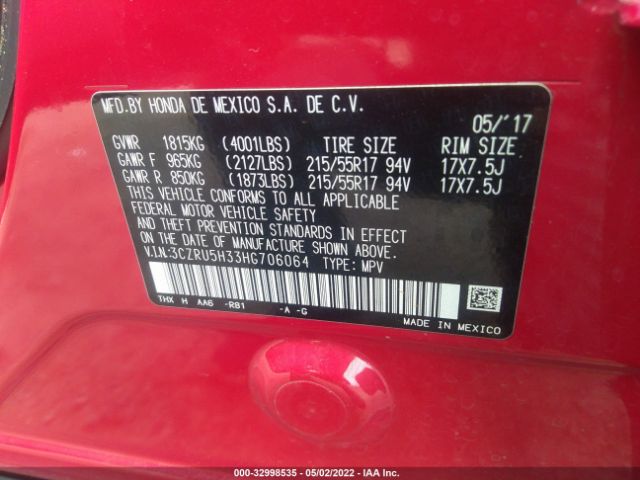 MFD.BY HONDA DE MEXICO S.A. DE C.V.
05/'17
GVWR 1815KG (4001LBS) TIRE SIZE RIM SIZE
GAWR F 965KG (2127LBS) 215/55R17 94V 17X7.5J
GAWR R 850KG (1873LBS) 215/55R17 94V 17X7.5J
THIS VEHICLE CONFORMS TO ALL APPLICABLE
FEDERAL MOTOR VEHICLE SAFETY
AND THEFT PREVENTION STANDARDS IN EFFECT
ON THE DATE OF MANUFACTURE SHOWN ABOVE.
V.I.N:3CZRU5H33HG706064 TYPE: MPV
THX H AA6 -R81 -A -G
MADE IN MEXICO
000-32998535 - 05/02/2022 - IAA Inc.